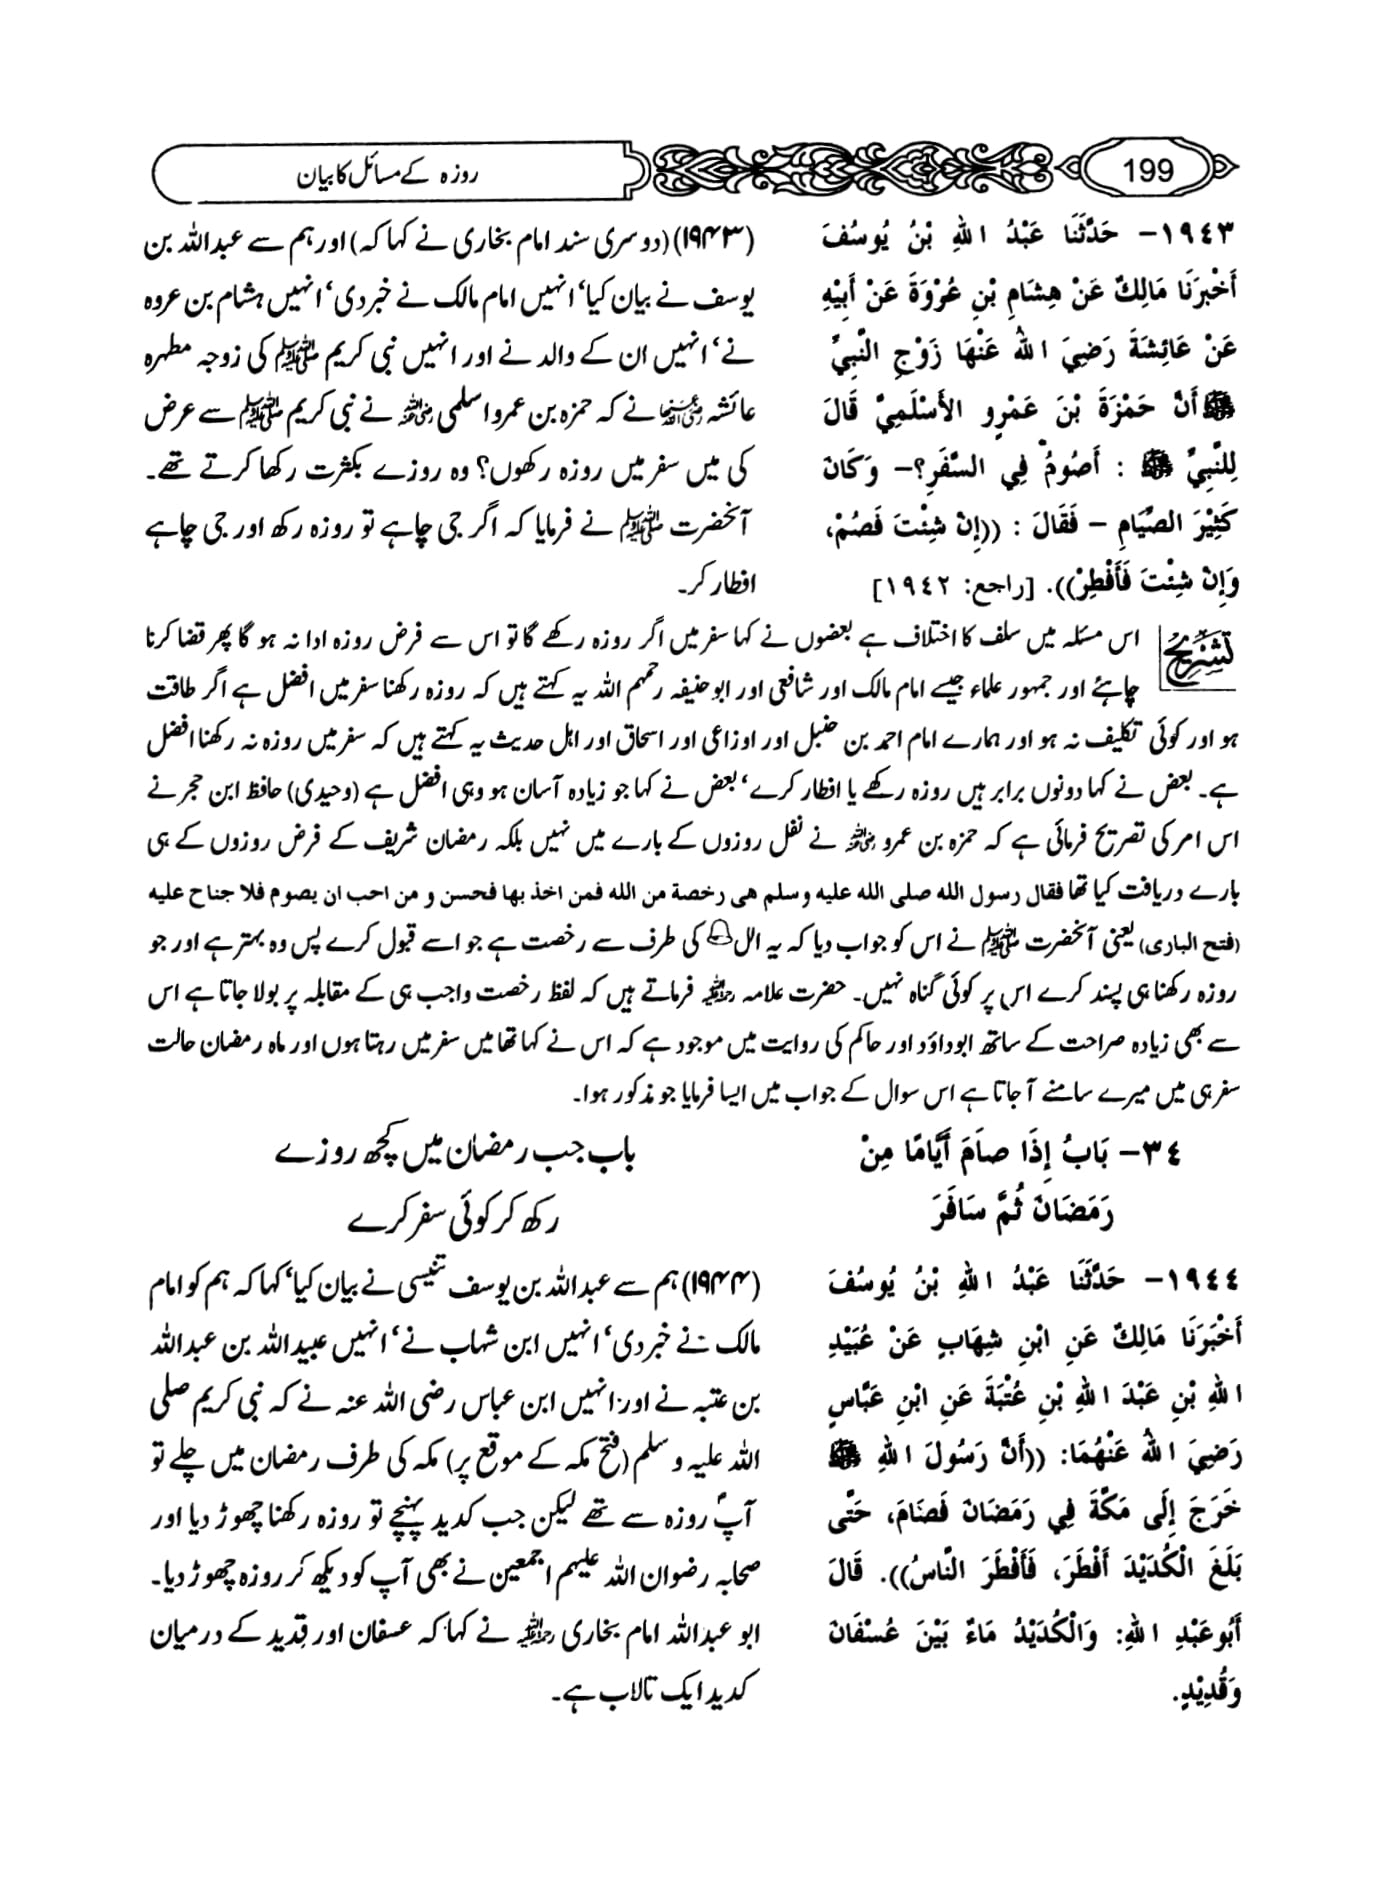 199
روزہ کے مسائل کا بیان
١٩٤٣- حَدَّثَنَا عَبْدُ اللهِ بْنُ يُوسُفَ
أَخْبَرَنَا مَالِكٌ عَنْ هِشَامِ بْنِ عُرْوَةَ عَنْ أَبِيْهِ
عَنْ عَائِشَةَ رَضِيَ اللهُ عَنْهَا زَوْجِ النَّبِيِّ
ﷺ أَنَّ حَمْزَةَ بْنَ عَمْرٍو الأَسْلَمِيَّ قَالَ
لِلنَّبِيِّ ﷺ : أَصُومُ فِي السَّفَرِ؟- وَكَانَ
كَثِيْرَ الصِّيَامِ – فَقَالَ : ((إِنْ شِئْتَ فَصُمْ،
وَإِنْ شِئْتَ فَأَفْطِرْ)). [راجع: ١٩٤٢]
(۱۹۴۳) (دوسری سند امام بخاری نے کہا کہ) اور ہم سے عبداللہ بن
یوسف نے بیان کیا‘ انہیں امام مالک نے خبر دی‘ انہیں ہشام بن عروہ
نے‘ انہیں ان کے والد نے اور انہیں نبی کریم ﷺ کی زوجہ مطہرہ
عائشہ رضی اللہ عنہا نے کہ حمزہ بن عمرو اسلمی رضی اللہ عنہ نے نبی کریم ﷺ سے عرض
کی میں سفر میں روزہ رکھوں؟ وہ روزے بکثرت رکھا کرتے تھے۔
آنحضرت ﷺ نے فرمایا کہ اگر جی چاہے تو روزہ رکھ اور جی چاہے
افطار کر۔
تشریح اس مسئلہ میں سلف کا اختلاف ہے بعضوں نے کہا سفر میں اگر روزہ رکھے گا تو اس سے فرض روزہ ادا نہ ہو گا پھر قضا کرنا
چاہئے اور جمہور علماء جیسے امام مالک اور شافعی اور ابو حنیفہ رحمہم اللہ یہ کہتے ہیں کہ روزہ رکھنا سفر میں افضل ہے اگر طاقت
ہو اور کوئی تکلیف نہ ہو اور ہمارے امام احمد بن حنبل اور اوزاعی اور اسحاق اور اہل حدیث یہ کہتے ہیں کہ سفر میں روزہ نہ رکھنا افضل
ہے۔ بعض نے کہا دونوں برابر ہیں روزہ رکھے یا افطار کرے‘ بعض نے کہا جو زیادہ آسان ہو وہی افضل ہے (وحیدی) حافظ ابن حجر نے
اس امر کی تصریح فرمائی ہے کہ حمزہ بن عمرو رضی اللہ عنہ نے نفل روزوں کے بارے میں نہیں بلکہ رمضان شریف کے فرض روزوں کے ہی
بارے دریافت کیا تھا فقال رسول الله صلى الله عليه وسلم هى رخصة من الله فمن اخذ بها فحسن و من احب ان يصوم فلا جناح عليه
(فتح البارى) یعنی آنحضرت ﷺ نے اس کو جواب دیا کہ یہ اللہ کی طرف سے رخصت ہے جو اسے قبول کرے پس وہ بہتر ہے اور جو
روزہ رکھنا ہی پسند کرے اس پر کوئی گناہ نہیں۔ حضرت علامہ رحمہ اللہ فرماتے ہیں کہ لفظ رخصت واجب ہی کے مقابلہ پر بولا جاتا ہے اس
سے بھی زیادہ صراحت کے ساتھ ابوداؤد اور حاکم کی روایت میں موجود ہے کہ اس نے کہا تھا میں سفر میں رہتا ہوں اور ماہ رمضان حالت
سفر ہی میں میرے سامنے آ جاتا ہے اس سوال کے جواب میں ایسا فرمایا جو مذکور ہوا۔
٣٤- بَابُ إِذَا صَامَ أَيَّامًا مِنْ
رَمَضَانَ ثُمَّ سَافَرَ
باب جب رمضان میں کچھ روزے
رکھ کر کوئی سفر کرے
١٩٤٤- حَدَّثَنَا عَبْدُ اللهِ بْنُ يُوسُفَ
أَخْبَرَنَا مَالِكٌ عَنِ ابْنِ شِهَابٍ عَنْ عُبَيْدِ
اللهِ بْنِ عَبْدَ اللهِ بْنِ عُتْبَةَ عَنِ ابْنِ عَبَّاسٍ
رَضِيَ اللهُ عَنْهُمَا: ((أَنَّ رَسُولَ اللهِ ﷺ
خَرَجَ إِلَى مَكَّةَ فِي رَمَضَانَ فَصَامَ، حَتَّى
بَلَغَ الْكُدَيْدَ أَفْطَرَ، فَأَفْطَرَ النَّاسُ)). قَالَ
أَبُوعَبْدِ اللهِ: وَالْكُدَيْدُ مَاءٌ بَيْنَ عُسْفَانَ
وَقُدِيْدٍ.
(۱۹۴۴) ہم سے عبداللہ بن یوسف تنیسی نے بیان کیا‘ کہا کہ ہم کو امام
مالک نے خبر دی‘ انہیں ابن شہاب نے‘ انہیں عبیداللہ بن عبداللہ
بن عتبہ نے اور انہیں ابن عباس رضی اللہ عنہ نے کہ نبی کریم صلی
اللہ علیہ و سلم (فتح مکہ کے موقع پر) مکہ کی طرف رمضان میں چلے تو
آپؐ روزہ سے تھے لیکن جب کدید پہنچے تو روزہ رکھنا چھوڑ دیا اور
صحابہ رضوان اللہ علیہم اجمعین نے بھی آپ کو دیکھ کر روزہ چھوڑ دیا۔
ابو عبداللہ امام بخاری رحمہ اللہ نے کہا کہ عسفان اور قدید کے درمیان
کدید ایک تالاب ہے۔